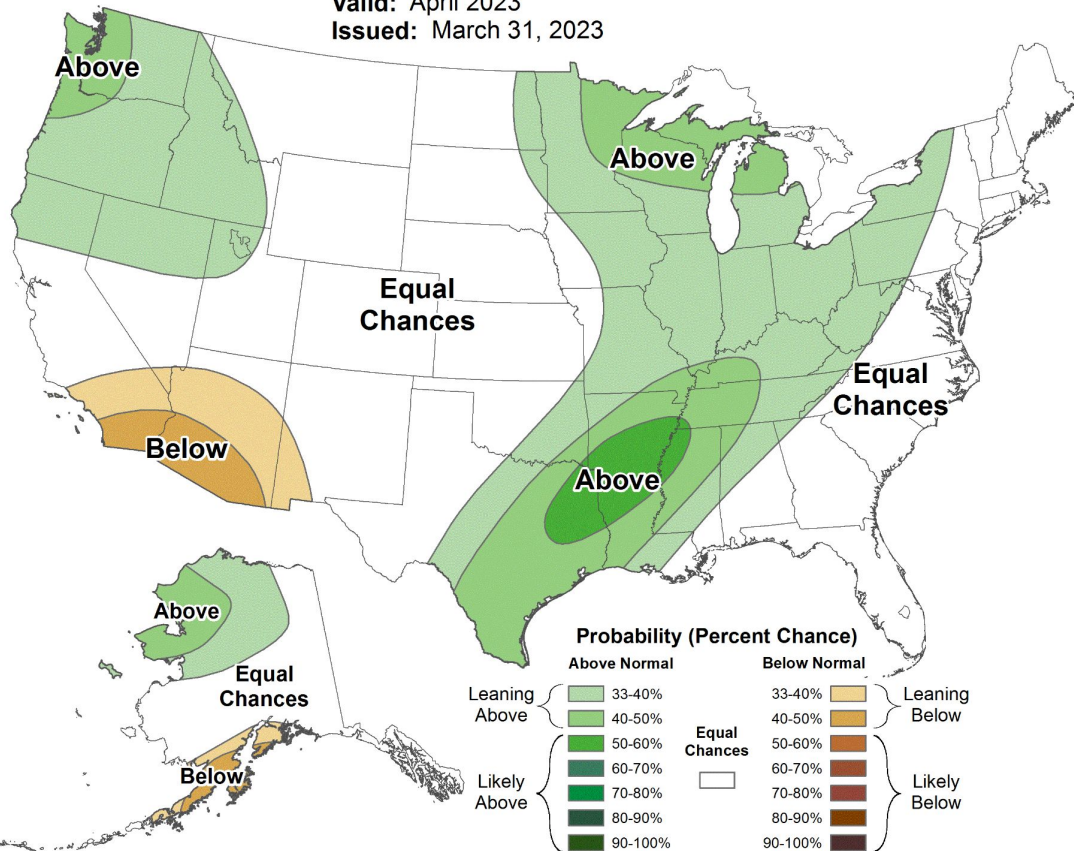 Valid: April 2023
Issued: March 31, 2023
Above
Above
Equal
Chances
Equal
Chances
Below
Above
Above
Equal
Chances
Below
Probability (Percent Chance)
Above Normal
Below Normal
Leaning
Above
33-40%
40-50%
50-60%
60-70%
70-80%
80-90%
90-100%
Likely
Above
Equal
Chances
33-40%
40-50%
50-60%
60-70%
70-80%
80-90%
90-100%
Leaning
Below
Likely
Below